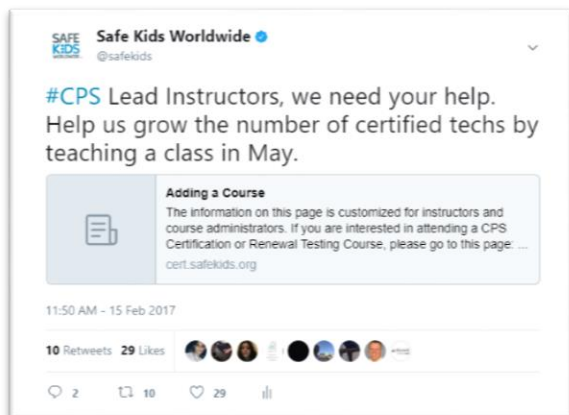 SAFE
KIDS
WORLDWIDE
Safe Kids Worldwide
@safekids
#CPS Lead Instructors, we need your help.
Help us grow the number of certified techs by
teaching a class in May.
Adding a Course
The information on this page is customized for instructors and
course administrators. If you are interested in attending a CPS
Certification or Renewal Testing Course, please go to this page: ...
cert.safekids.org
11:50 AM - 15 Feb 2017
10 Retweets 29 Likes
2 10 29